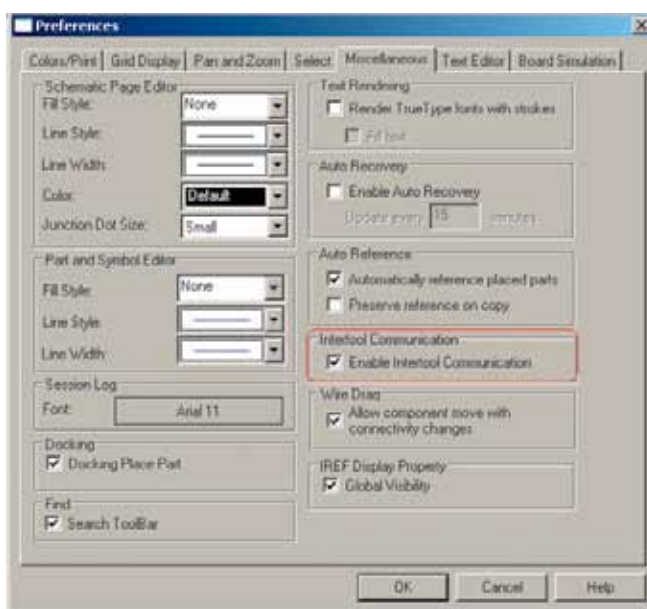 Preferences
Colors/Print
Grid Display
Pan and Zoom
Select
Miscellaneous
Text Editor
Board Simulation
Schematic Page Editor
Fill Style:
None
Line Style:
Line Width:
Color:
Default
Junction Dot Size:
Small
Part and Symbol Editor
Fill Style:
None
Line Style:
Line Width:
Session Log
Font:
Arial 11
Docking
Docking Place Part
Find
Search ToolBar
Text Rendering
Render TrueType fonts with strokes
Fill text
Auto Recovery
Enable Auto Recovery
Update every 15 minutes
Auto Reference
Automatically reference placed parts
Preserve reference on copy
Intertool Communication
Enable Intertool Communication
Wire Drag
Allow component move with
connectivity changes
IREF Display Property
Global Visibility
OK
Cancel
Help